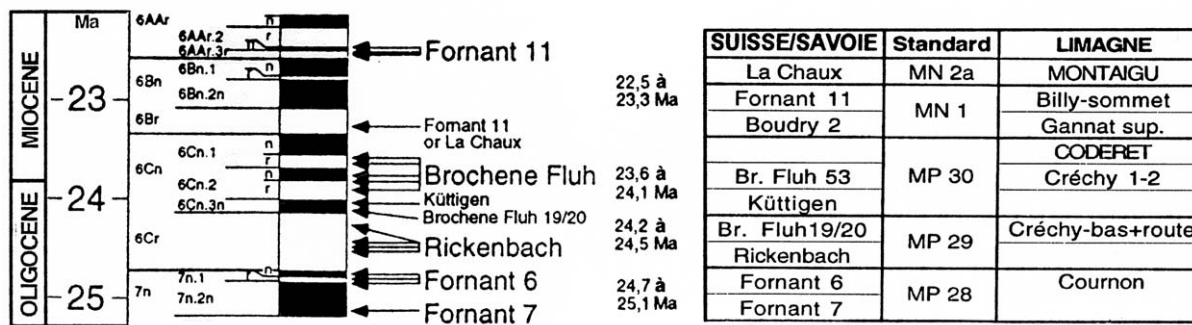 Ma
MIOCENE
OLIGOCENE
23
24
25
6AAr
6AAr.2
6AAr.3r
6Bn
6Bn.1
6Bn.2n
6Br
6Cn
6Cn.1
6Cn.2
6Cn.3n
6Cr
7n
7n.1
7n.2n
n
r
n
n
r
n
r
n
Fornant 11
Fornant 11
or La Chaux
Brochene Fluh
Küttigen
Brochene Fluh 19/20
Rickenbach
Fornant 6
Fornant 7
22,5 à
23,3 Ma
23,6 à
24,1 Ma
24,2 à
24,5 Ma
24,7 à
25,1 Ma
SUISSE/SAVOIE Standard LIMAGNE
La Chaux MN 2a MONTAIGU
Fornant 11 MN 1 Billy-sommet
Boudry 2 Gannat sup.
CODERET
Br. Fluh 53 MP 30 Créchy 1-2
Küttigen
Br. Fluh19/20 MP 29 Créchy-bas+route
Rickenbach
Fornant 6 MP 28 Cournon
Fornant 7